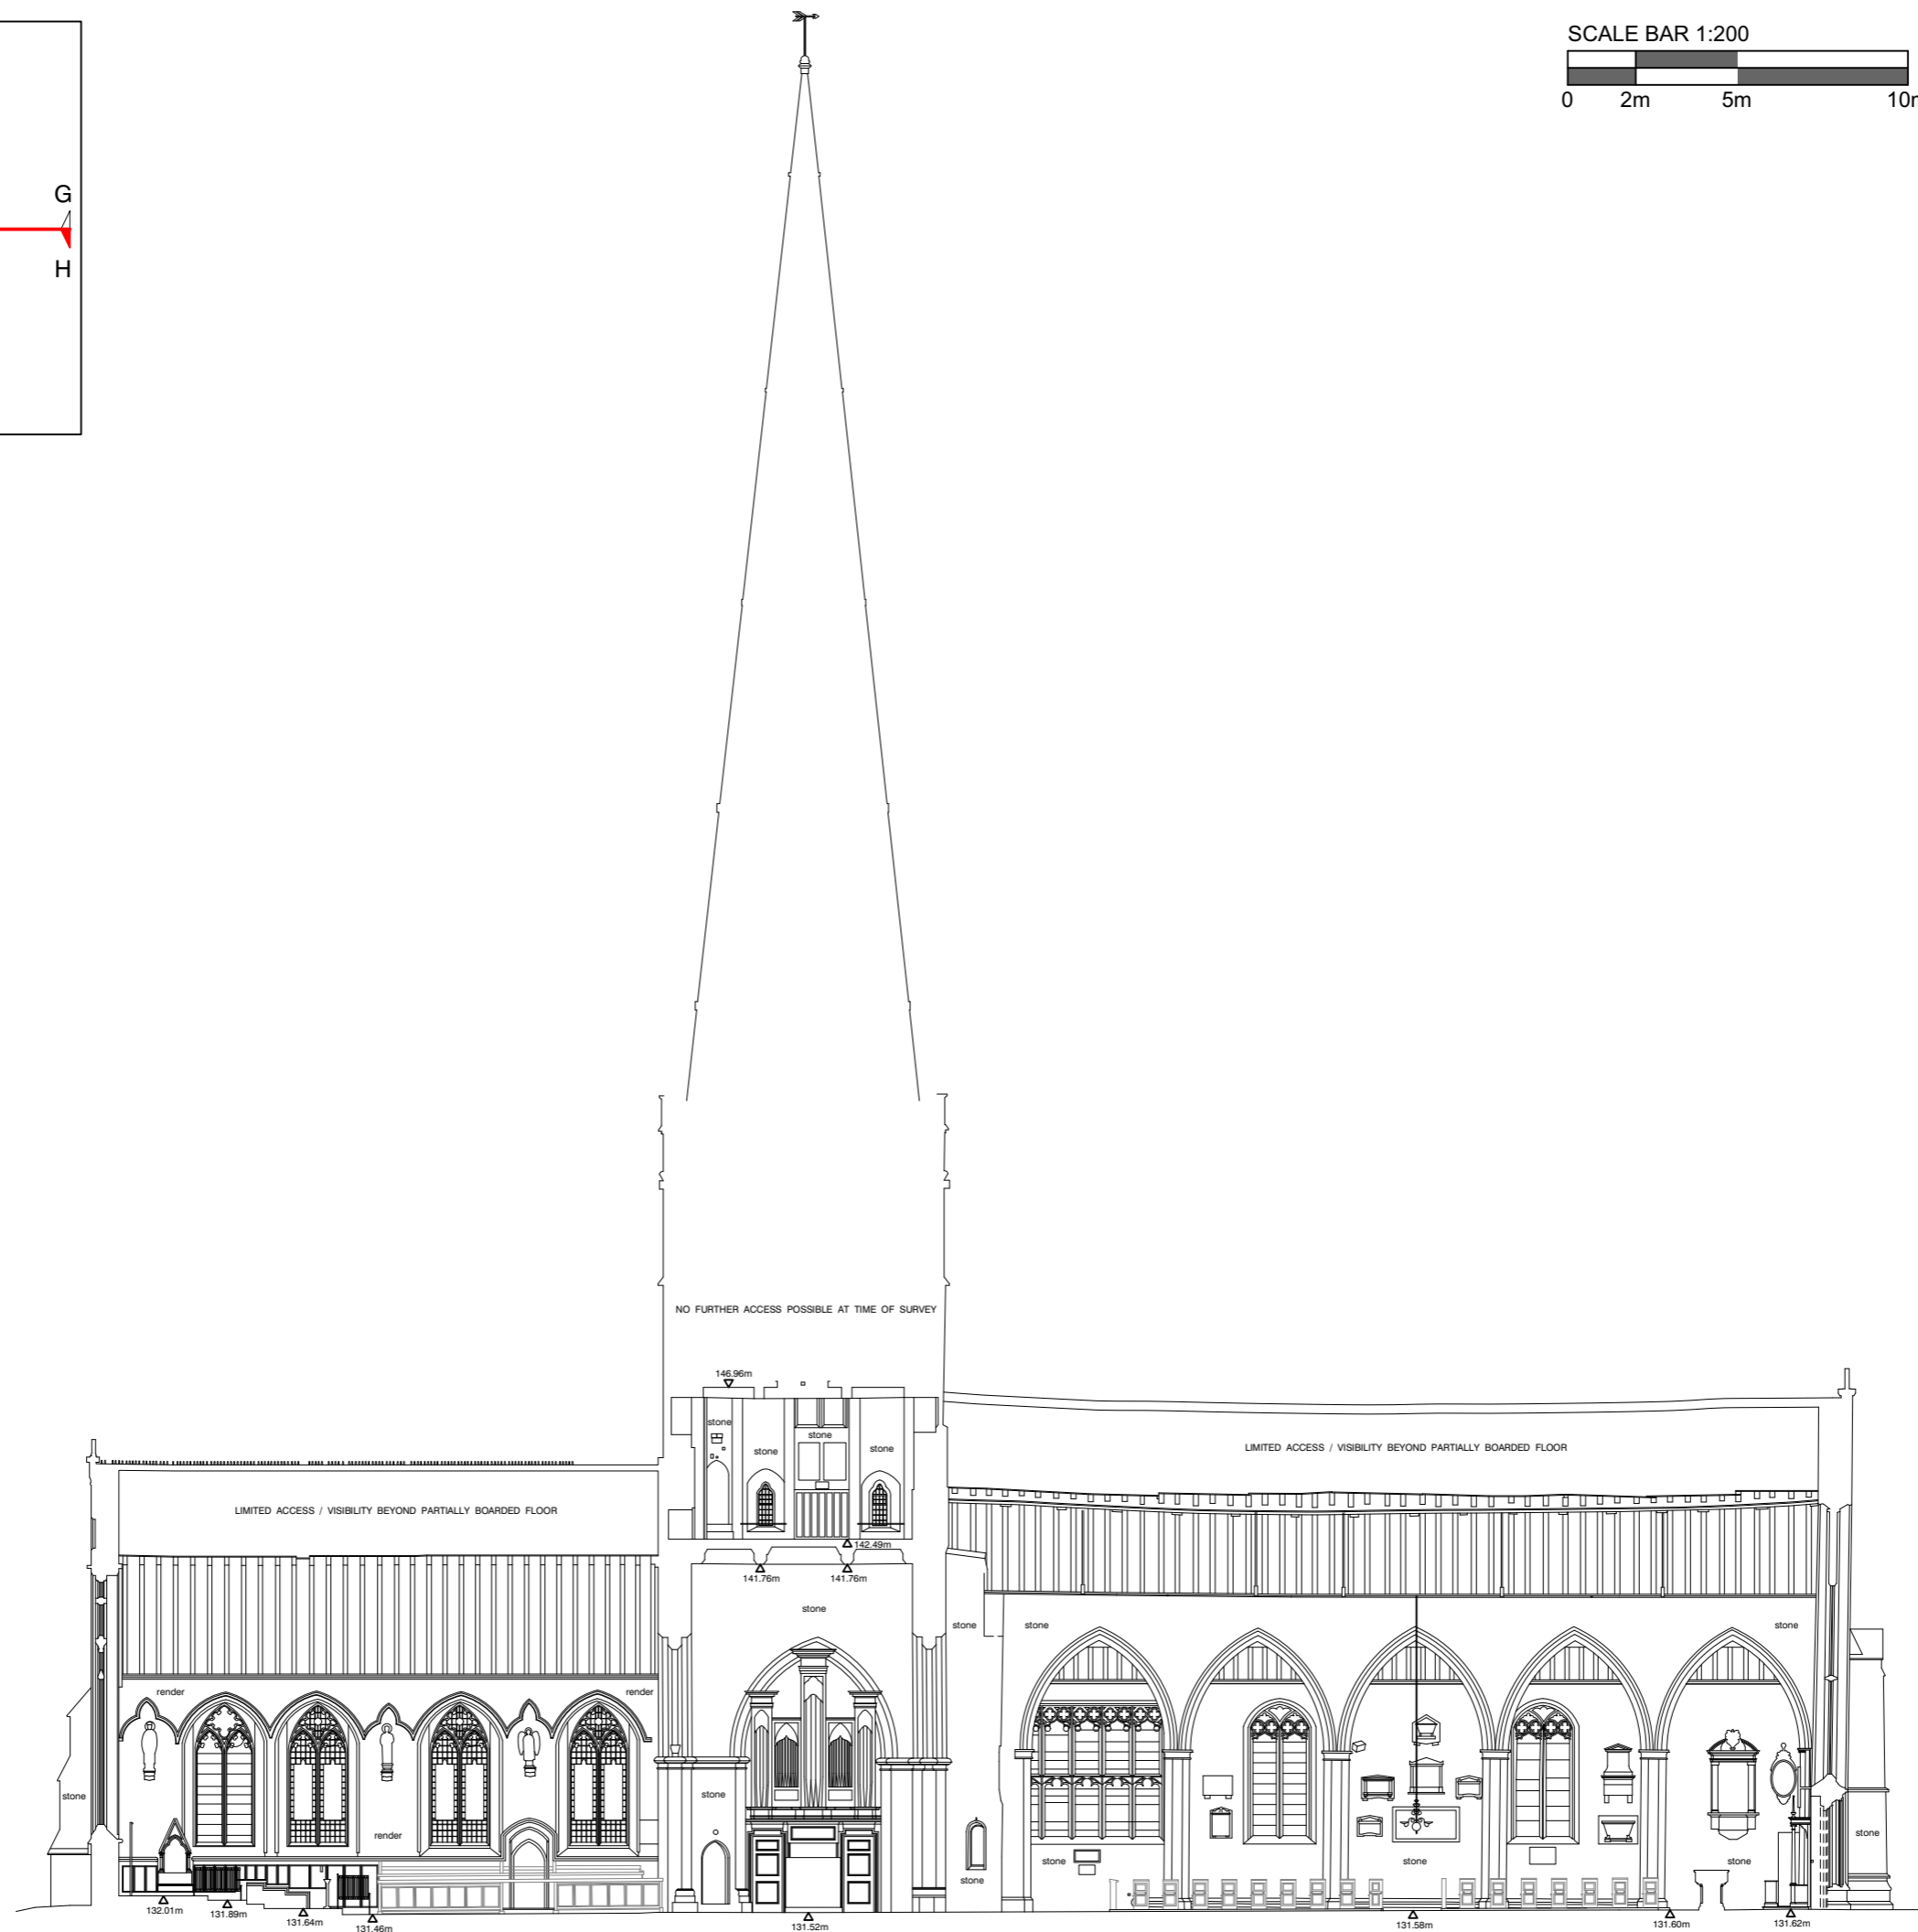 SCALE BAR 1:200
0 2m 5m 10m
G
H
NO FURTHER ACCESS POSSIBLE AT TIME OF SURVEY
146.96m
stone
stone
stone
stone
LIMITED ACCESS / VISIBILITY BEYOND PARTIALLY BOARDED FLOOR
LIMITED ACCESS / VISIBILITY BEYOND PARTIALLY BOARDED FLOOR
142.49m
141.76m 141.76m
stone
stone
stone
stone
render
render
stone
stone
render
stone
stone
stone
stone
stone
stone
132.01m
131.89m
131.64m
131.46m
131.52m
131.58m
131.60m
131.62m